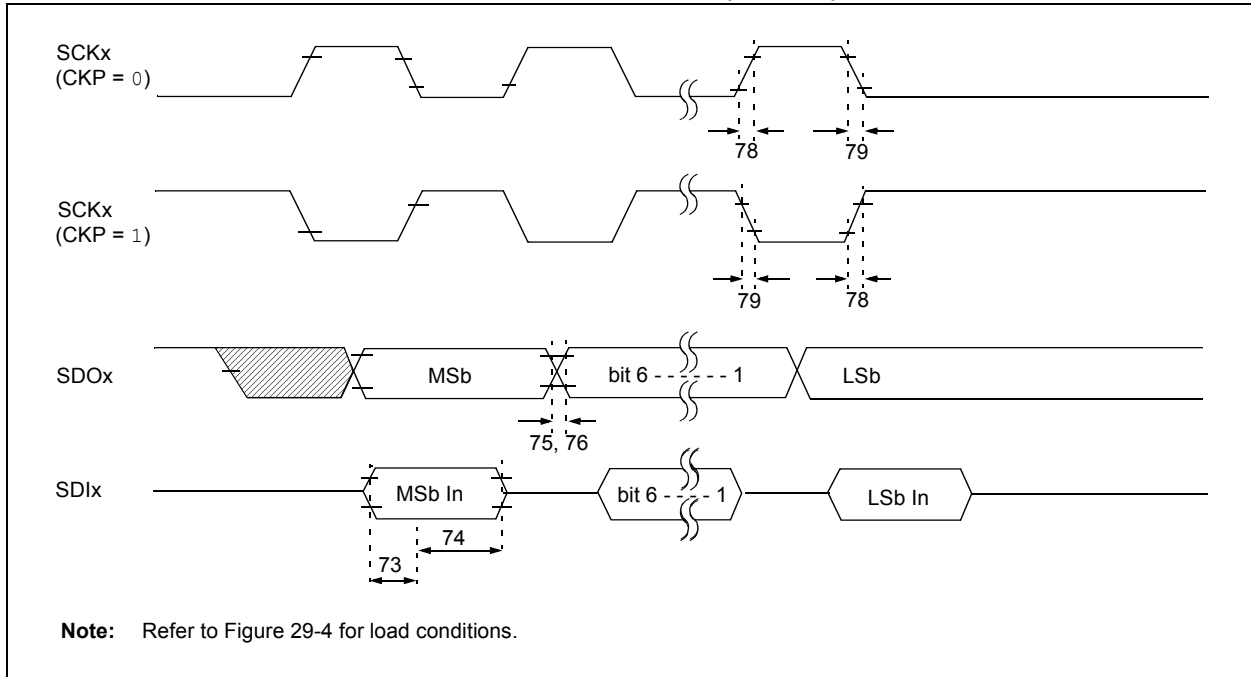 SCKx
(CKP = 0)
78
79
SCKx
(CKP = 1)
79
78
SDOx
MSb
bit 6 - - - - - - 1
LSb
75, 76
SDIx
MSb In
bit 6 - - - - 1
LSb In
74
73
Note: Refer to Figure 29-4 for load conditions.